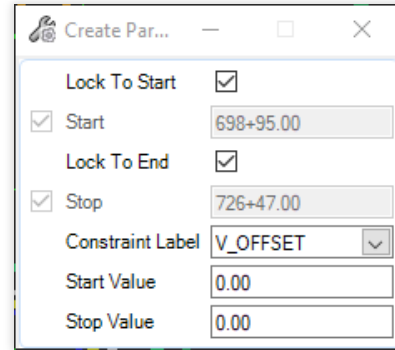 Create Par...
Lock To Start
Start 698+95.00
Lock To End
Stop 726+47.00
Constraint Label V_OFFSET
Start Value 0.00
Stop Value 0.00